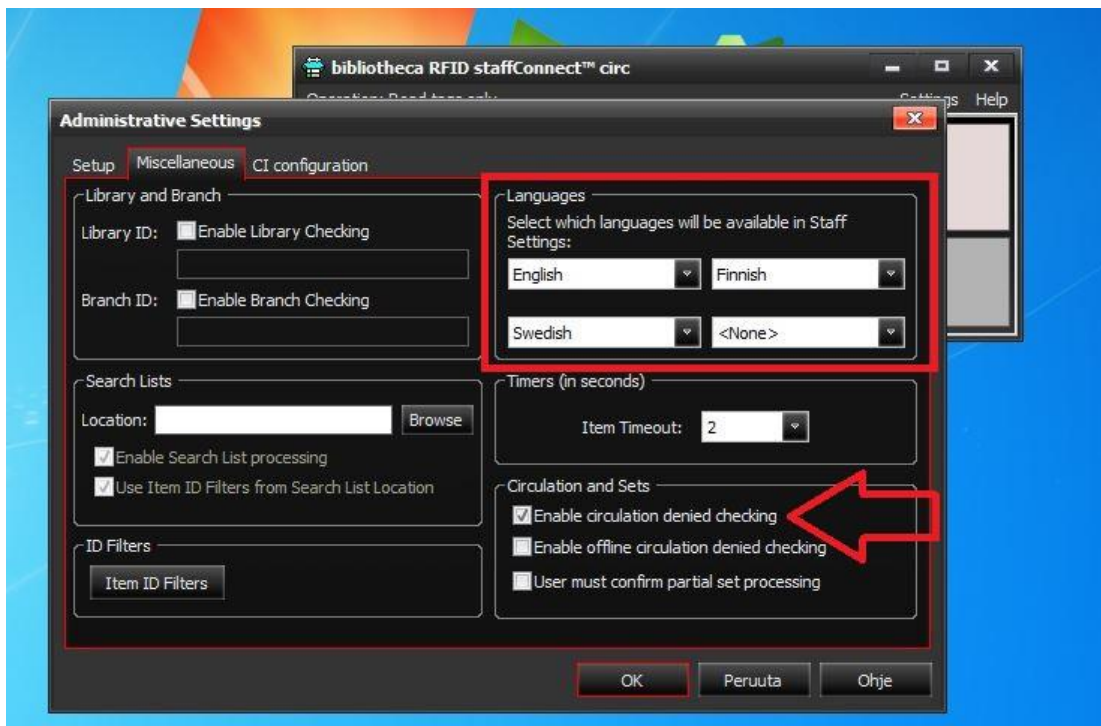 bibliotheca RFID staffConnect™ circ
Settings Help
Administrative Settings
Setup Miscellaneous CI configuration
Library and Branch
Library ID: Enable Library Checking
Branch ID: Enable Branch Checking
Languages
Select which languages will be available in Staff
Settings:
English Finnish
Swedish <None>
Search Lists
Location: Browse
Enable Search List processing
Use Item ID Filters from Search List Location
Timers (in seconds)
Item Timeout: 2
ID Filters
Item ID Filters
Circulation and Sets
Enable circulation denied checking
Enable offline circulation denied checking
User must confirm partial set processing
OK Peruuta Ohje